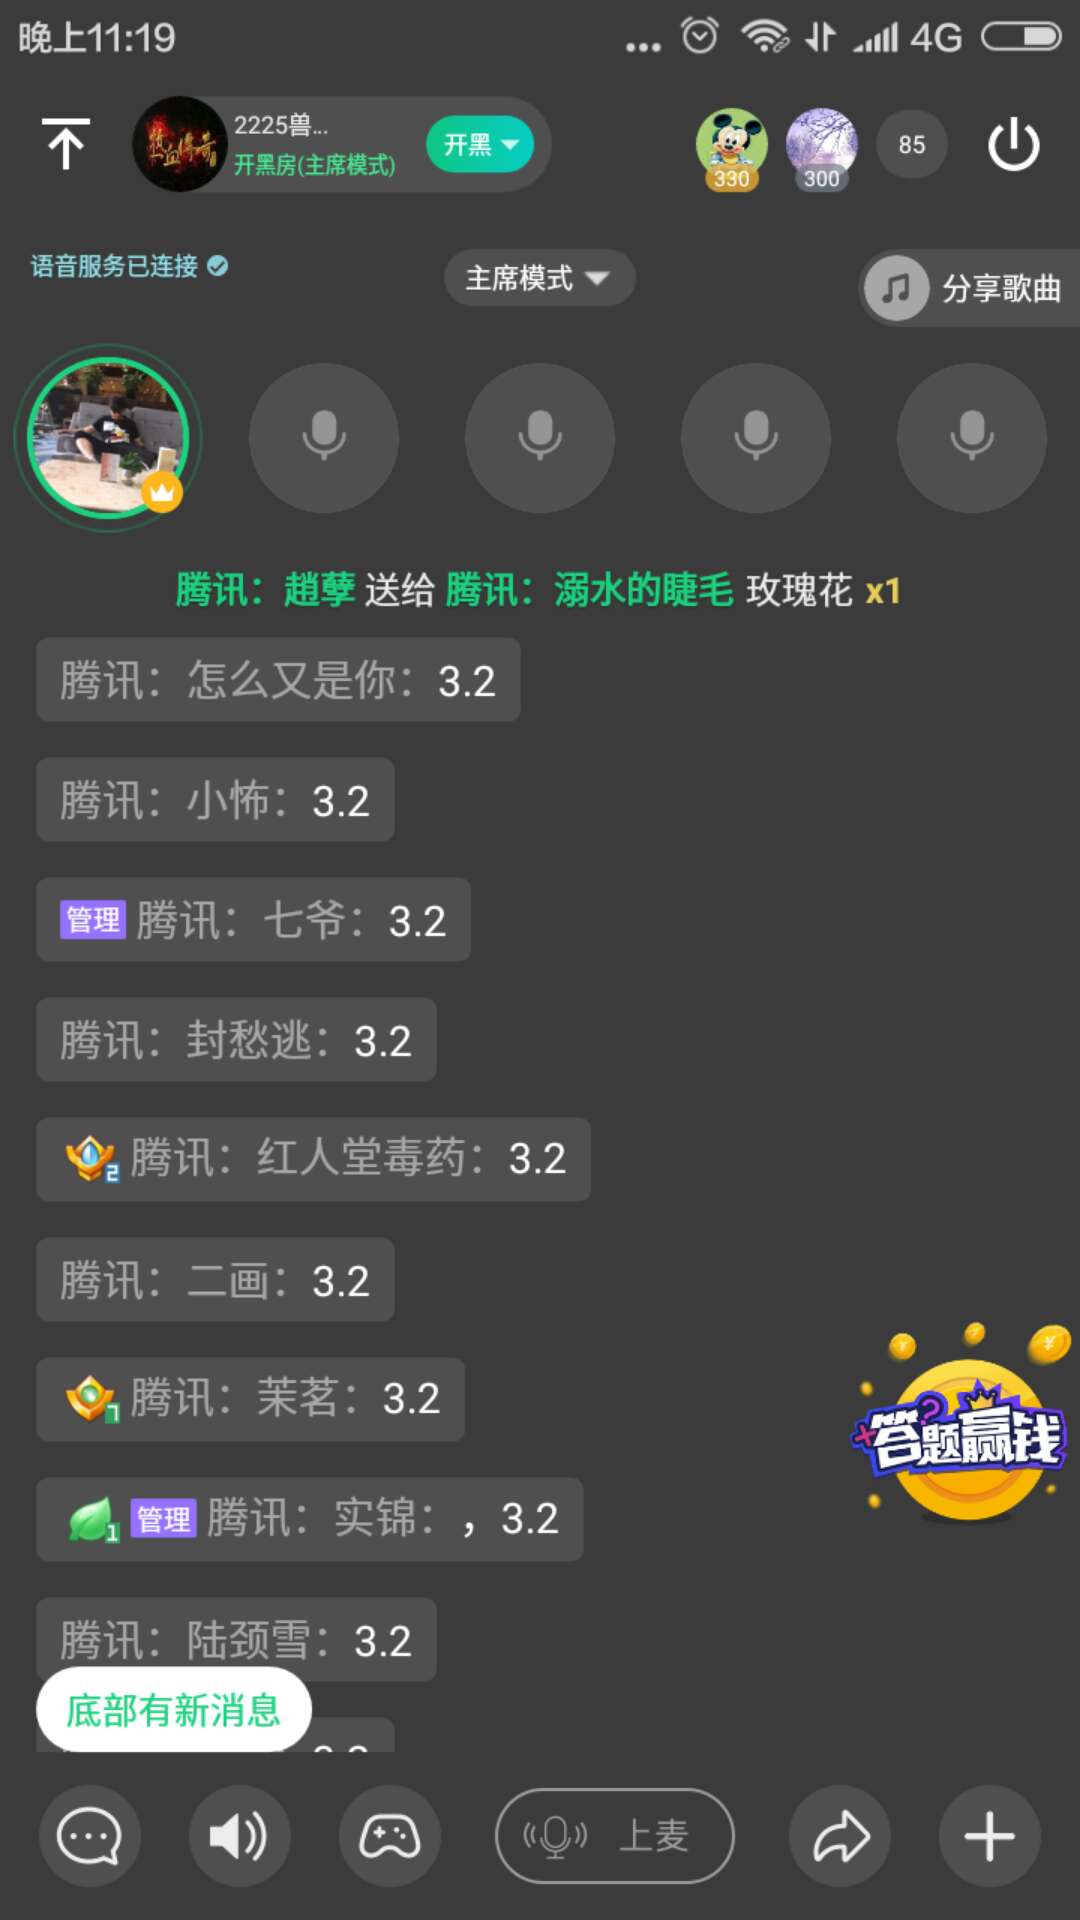 晚上11:19
4G
2225兽...
开黑房(主席模式)
开黑
330
300
85
语音服务已连接
主席模式
分享歌曲
腾讯：趙孽 送给 腾讯：溺水的睫毛 玫瑰花 x1
腾讯：怎么又是你：3.2
腾讯：小怖：3.2
管理 腾讯：七爷：3.2
腾讯：封愁逃：3.2
2 腾讯：红人堂毒药：3.2
腾讯：二画：3.2
7 腾讯：茉茗：3.2
1 管理 腾讯：实锦：，3.2
腾讯：陆颈雪：3.2
答题赢钱
底部有新消息
上麦